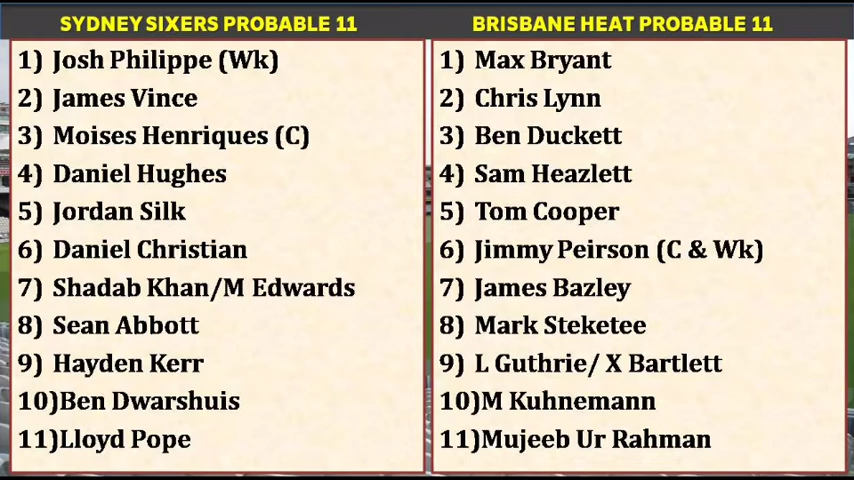 SYDNEY SIXERS PROBABLE 11
1) Josh Philippe (Wk)
2) James Vince
3) Moises Henriques (C)
4) Daniel Hughes
5) Jordan Silk
6) Daniel Christian
7) Shadab Khan/M Edwards
8) Sean Abbott
9) Hayden Kerr
10)Ben Dwarshuis
11)Lloyd Pope
BRISBANE HEAT PROBABLE 11
1) Max Bryant
2) Chris Lynn
3) Ben Duckett
4) Sam Heazlett
5) Tom Cooper
6) Jimmy Peirson (C & Wk)
7) James Bazley
8) Mark Steketee
9) L Guthrie/ X Bartlett
10)M Kuhnemann
11)Mujeeb Ur Rahman